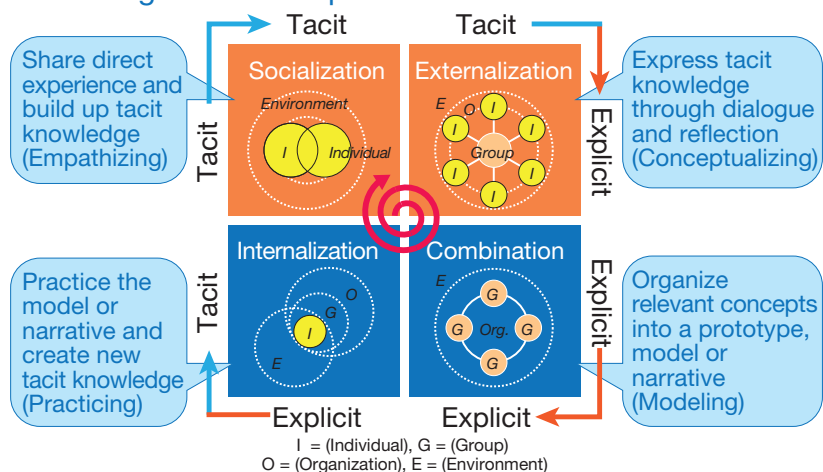 Tacit
Tacit
Share direct
experience and
build up tacit
knowledge
(Empathizing)
Tacit
Socialization
Environment
I
Individual
Externalization
E
O
I
I
I
Group
I
I
I
Explicit
Express tacit
knowledge
through dialogue
and reflection
(Conceptualizing)
Practice the
model or
narrative and
create new
tacit knowledge
(Practicing)
Tacit
Internalization
O
G
I
E
Combination
E
G
G
Org.
G
G
Explicit
Organize
relevant concepts
into a prototype,
model or
narrative
(Modeling)
Explicit
Explicit
I = (Individual), G = (Group)
O = (Organization), E = (Environment)